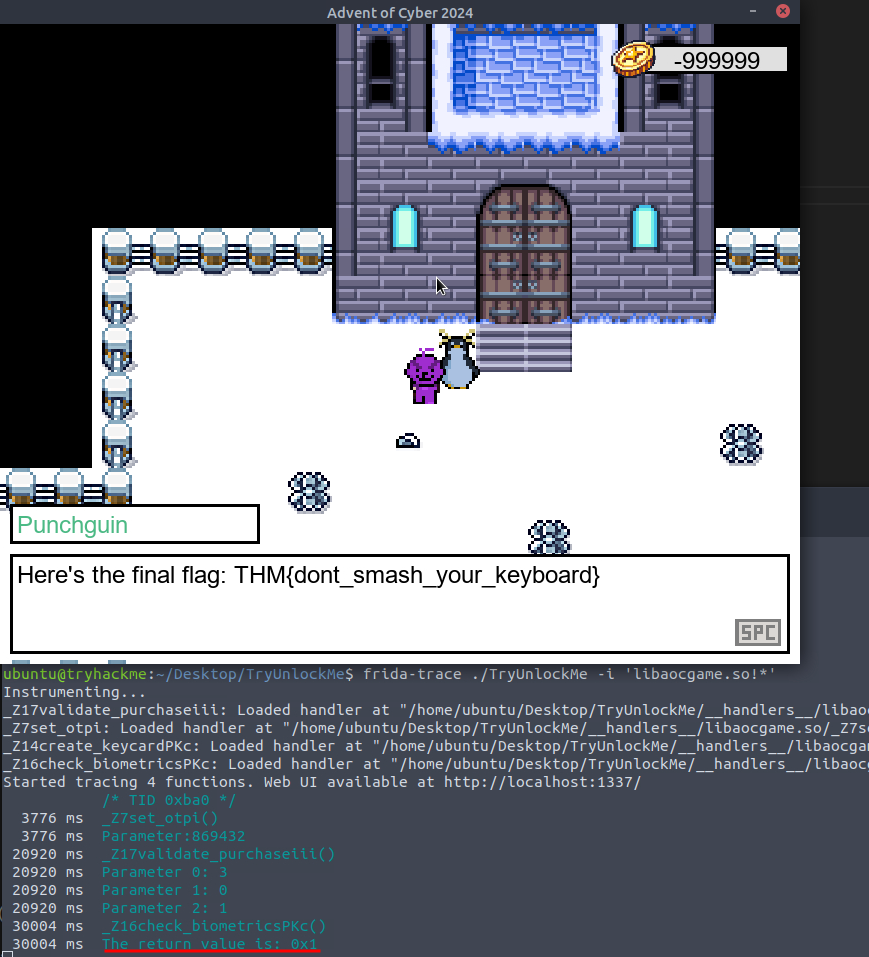 Advent of Cyber 2024
-999999
Punchguin
Here's the final flag: THM{dont_smash_your_keyboard}
SPC
ubuntu@tryhackme:~/Desktop/TryUnlockMe$ frida-trace ./TryUnlockMe -i 'libaocgame.so!*'
Instrumenting...
_Z17validate_purchaseiii: Loaded handler at "/home/ubuntu/Desktop/TryUnlockMe/__handlers__/libaoc
_Z7set_otpi: Loaded handler at "/home/ubuntu/Desktop/TryUnlockMe/__handlers__/libaocgame.so/_Z7s
_Z14create_keycardPKc: Loaded handler at "/home/ubuntu/Desktop/TryUnlockMe/__handlers__/libaocgam
_Z16check_biometricsPKc: Loaded handler at "/home/ubuntu/Desktop/TryUnlockMe/__handlers__/libaocg
Started tracing 4 functions. Web UI available at http://localhost:1337/
/* TID 0xba0 */
3776 ms _Z7set_otpi()
3776 ms Parameter:869432
20920 ms _Z17validate_purchaseiii()
20920 ms Parameter 0: 3
20920 ms Parameter 1: 0
20920 ms Parameter 2: 1
30004 ms _Z16check_biometricsPKc()
30004 ms The return value is: 0x1